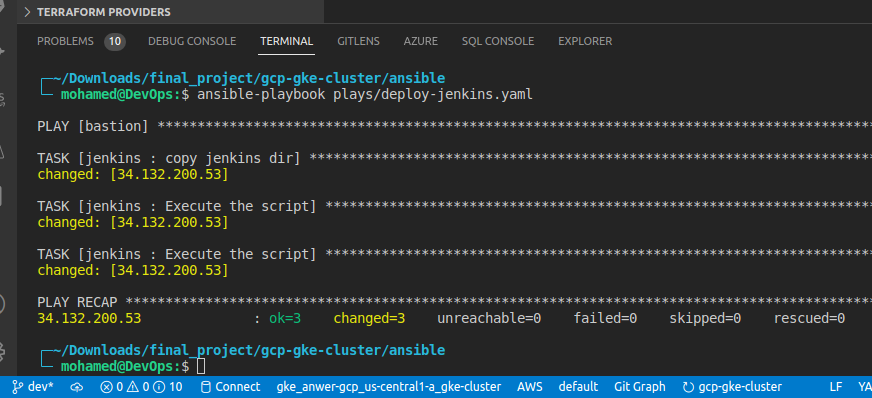 TERRAFORM PROVIDERS
PROBLEMS 10 DEBUG CONSOLE TERMINAL GITLENS AZURE SQL CONSOLE EXPLORER
~/Downloads/final_project/gcp-gke-cluster/ansible
mohamed@DevOps:$ ansible-playbook plays/deploy-jenkins.yaml
PLAY [bastion] ******************************************************************************************
TASK [jenkins : copy jenkins dir] ***********************************************************************
changed: [34.132.200.53]
TASK [jenkins : Execute the script] *********************************************************************
changed: [34.132.200.53]
TASK [jenkins : Execute the script] *********************************************************************
changed: [34.132.200.53]
PLAY RECAP **********************************************************************************************
34.132.200.53 : ok=3 changed=3 unreachable=0 failed=0 skipped=0 rescued=0
~/Downloads/final_project/gcp-gke-cluster/ansible
mohamed@DevOps:$
dev* 0 0 10 Connect gke_anwer-gcp_us-central1-a_gke-cluster AWS default Git Graph gcp-gke-cluster LF YA